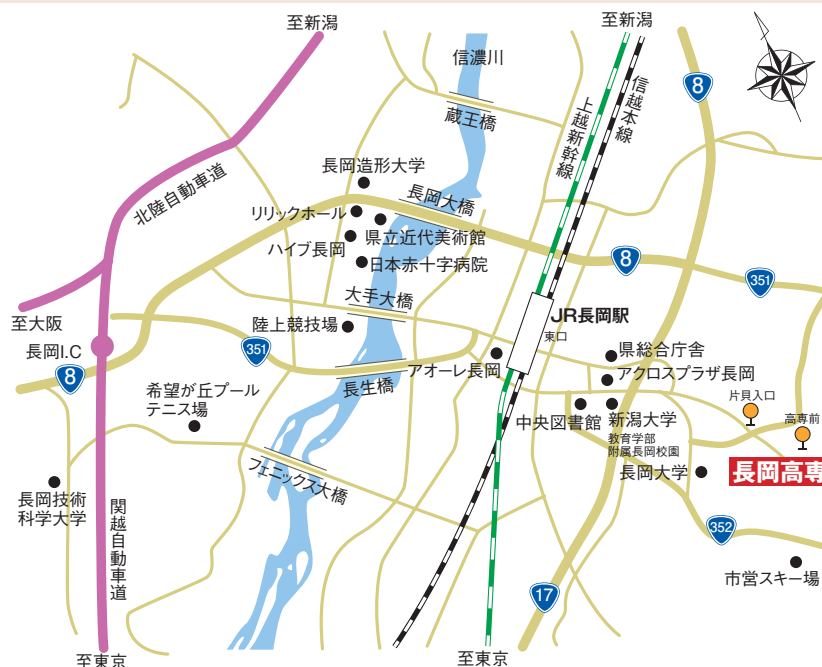 至新潟
至新潟
信濃川
8
蔵王橋
上越新幹線
信越本線
北陸自動車道
長岡造形大学
長岡大橋
リリックホール
県立近代美術館
ハイブ長岡
日本赤十字病院
8
351
大手大橋
至大阪
JR長岡駅
東口
陸上競技場
長岡I.C
351
県総合庁舎
アオーレ長岡
アクロスプラザ長岡
8
長生橋
希望が丘プール
テニス場
片貝入口
中央図書館
新潟大学
教育学部
附属長岡校園
高専前
長岡大学
長岡高専
フェニックス大橋
長岡技術
科学大学
関越自動車道
352
市営スキー場
17
至東京
至東京